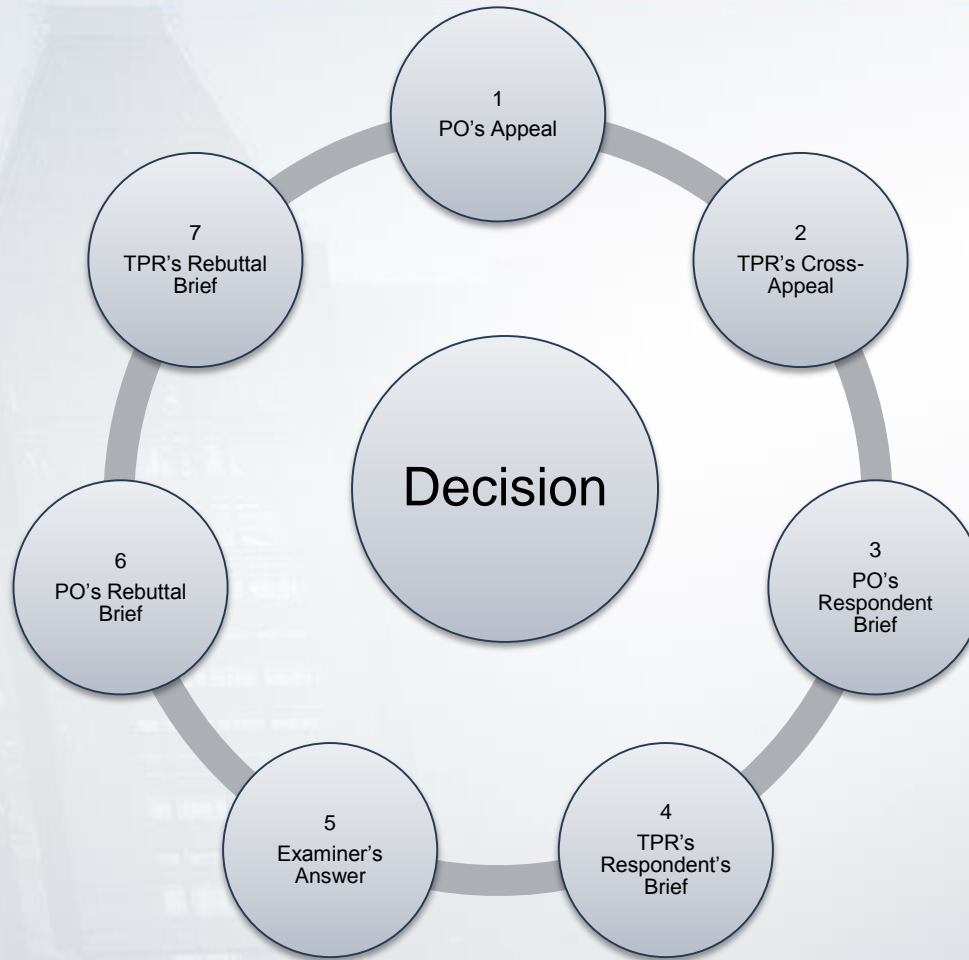 1
PO's Appeal
2
TPR's Cross-
Appeal
3
PO's
Respondent
Brief
4
TPR's
Respondent's
Brief
5
Examiner's
Answer
6
PO's Rebuttal
Brief
7
TPR's Rebuttal
Brief
Decision